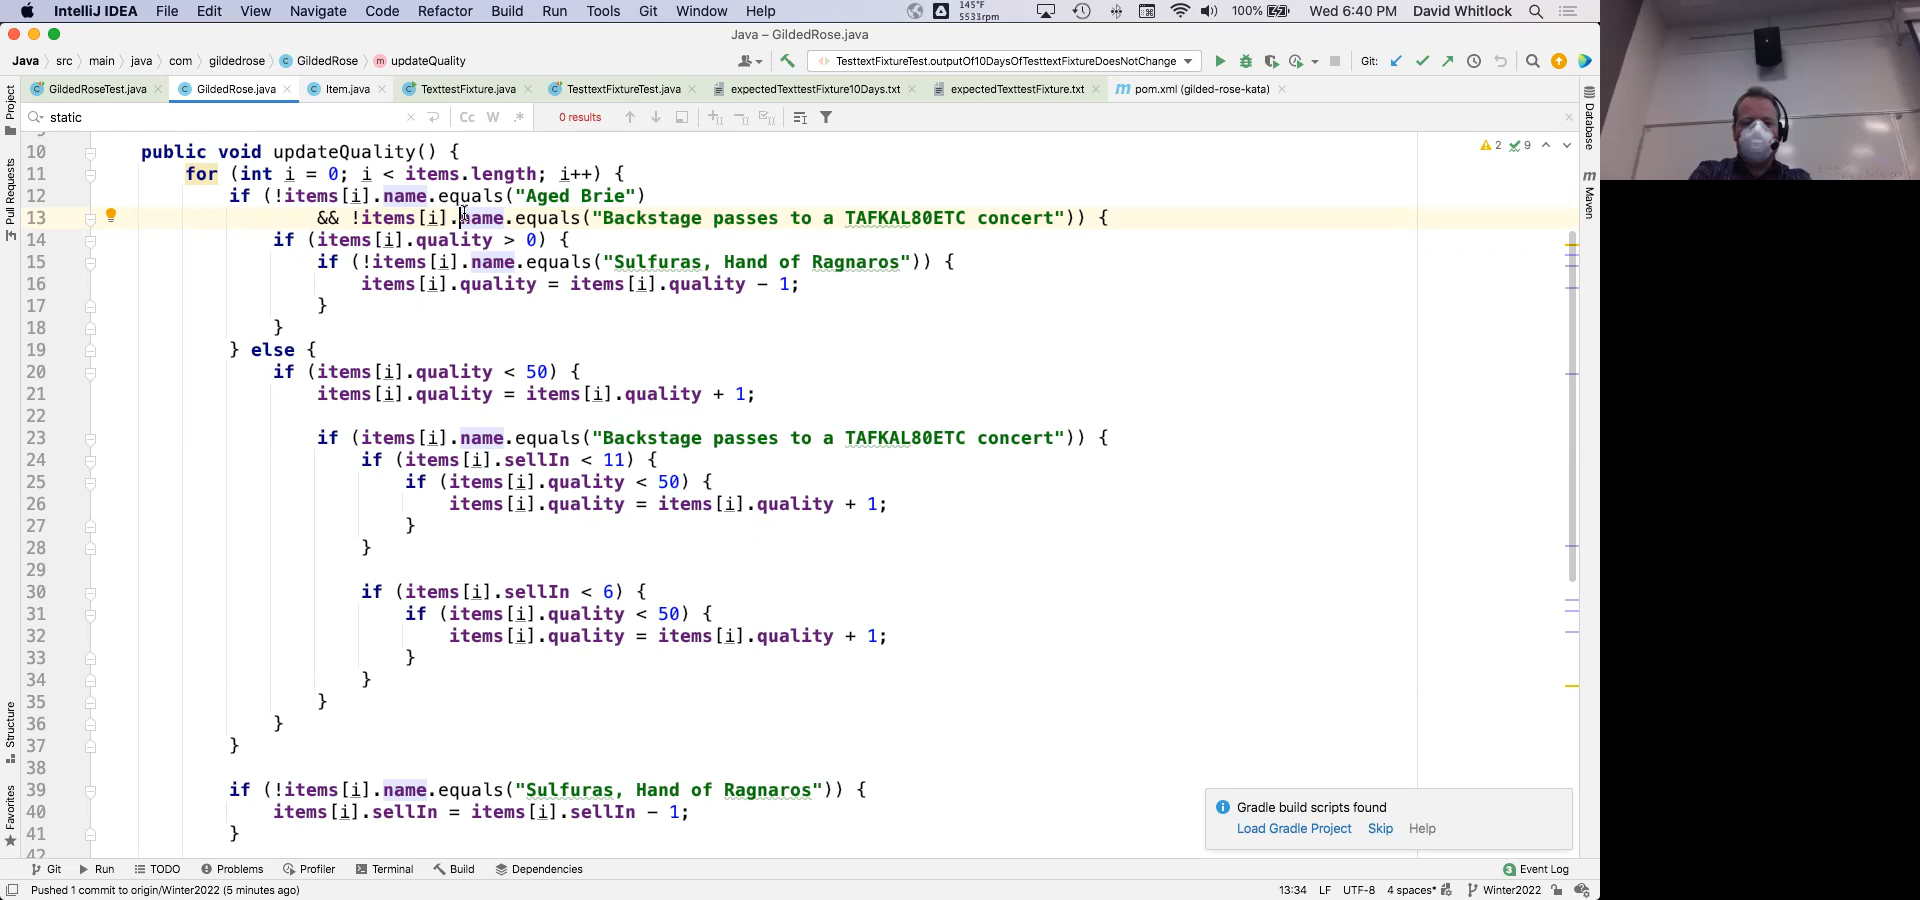 IntelliJ IDEA File Edit View Navigate Code Refactor Build Run Tools Git Window Help 145°F 5533rpm 100% Wed 6:40 PM David Whitlock
Java – GildedRose.java
Java src main java com gildedrose GildedRose updateQuality TesttextFixtureTest.outputOf10DaysOfTesttextFixtureDoesNotChange Git:
GildedRoseTest.java GildedRose.java Item.java TexttestFixture.java TesttextFixtureTest.java expectedTexttestFixture10Days.txt expectedTexttestFixture.txt pom.xml (gilded-rose-kata)
static Cc W .* 0 results
2 9
10 public void updateQuality() {
11 for (int i = 0; i < items.length; i++) {
12 if (!items[i].name.equals("Aged Brie")
13 && !items[i].name.equals("Backstage passes to a TAFKAL80ETC concert")) {
14 if (items[i].quality > 0) {
15 if (!items[i].name.equals("Sulfuras, Hand of Ragnaros")) {
16 items[i].quality = items[i].quality - 1;
17 }
18 }
19 } else {
20 if (items[i].quality < 50) {
21 items[i].quality = items[i].quality + 1;
22
23 if (items[i].name.equals("Backstage passes to a TAFKAL80ETC concert")) {
24 if (items[i].sellIn < 11) {
25 if (items[i].quality < 50) {
26 items[i].quality = items[i].quality + 1;
27 }
28 }
29
30 if (items[i].sellIn < 6) {
31 if (items[i].quality < 50) {
32 items[i].quality = items[i].quality + 1;
33 }
34 }
35 }
36 }
37 }
38
39 if (!items[i].name.equals("Sulfuras, Hand of Ragnaros")) {
40 items[i].sellIn = items[i].sellIn - 1;
41 }
42
Project
Pull Requests
Structure
Favorites
Database
Maven
Gradle build scripts found
Load Gradle Project Skip Help
Git Run TODO Problems Profiler Terminal Build Dependencies 3 Event Log
Pushed 1 commit to origin/Winter2022 (5 minutes ago) 13:34 LF UTF-8 4 spaces* Winter2022